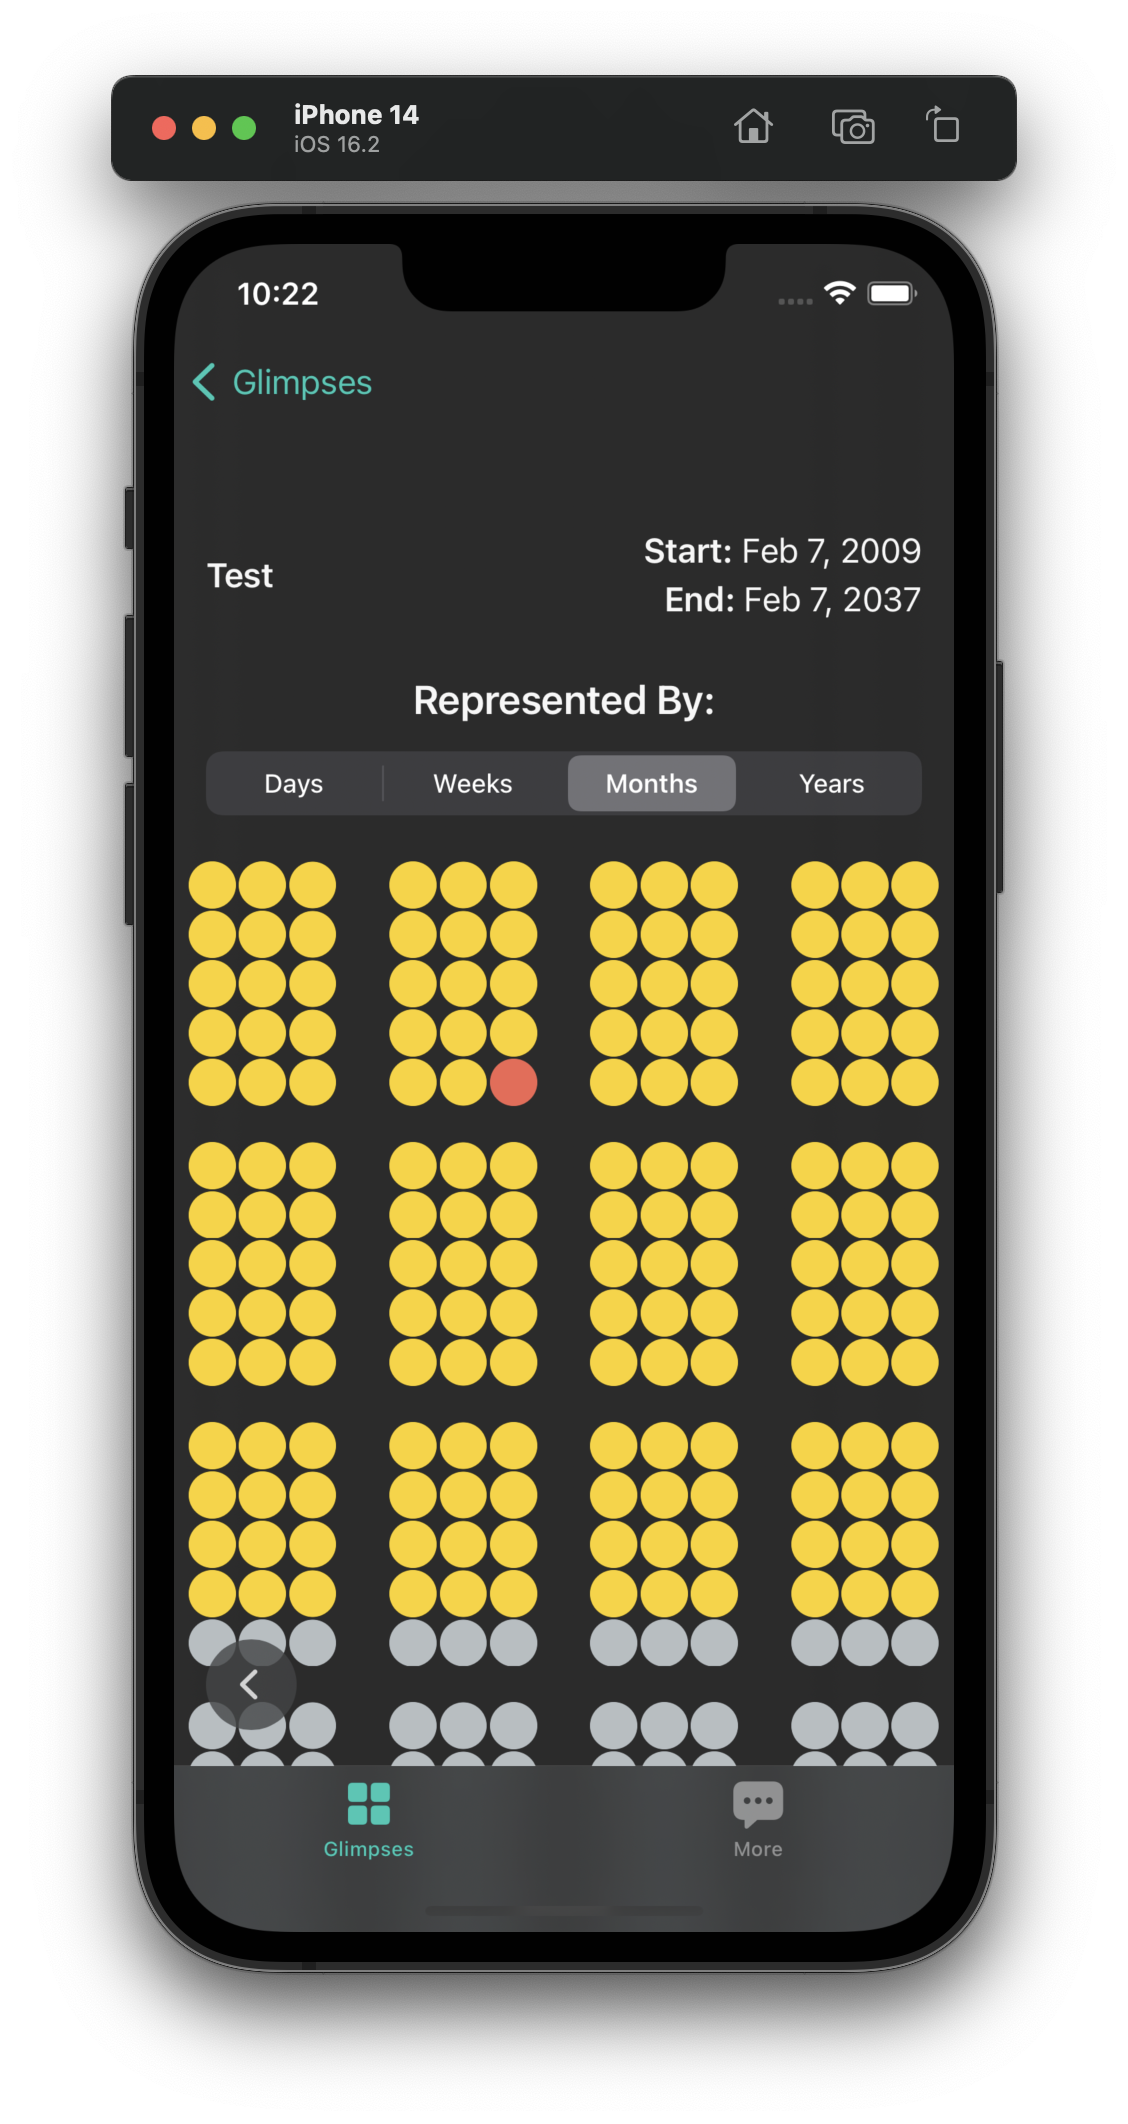 iPhone 14
iOS 16.2
10:22
Glimpses
Test
Start: Feb 7, 2009
End: Feb 7, 2037
Represented By:
Days Weeks Months Years
Glimpses More